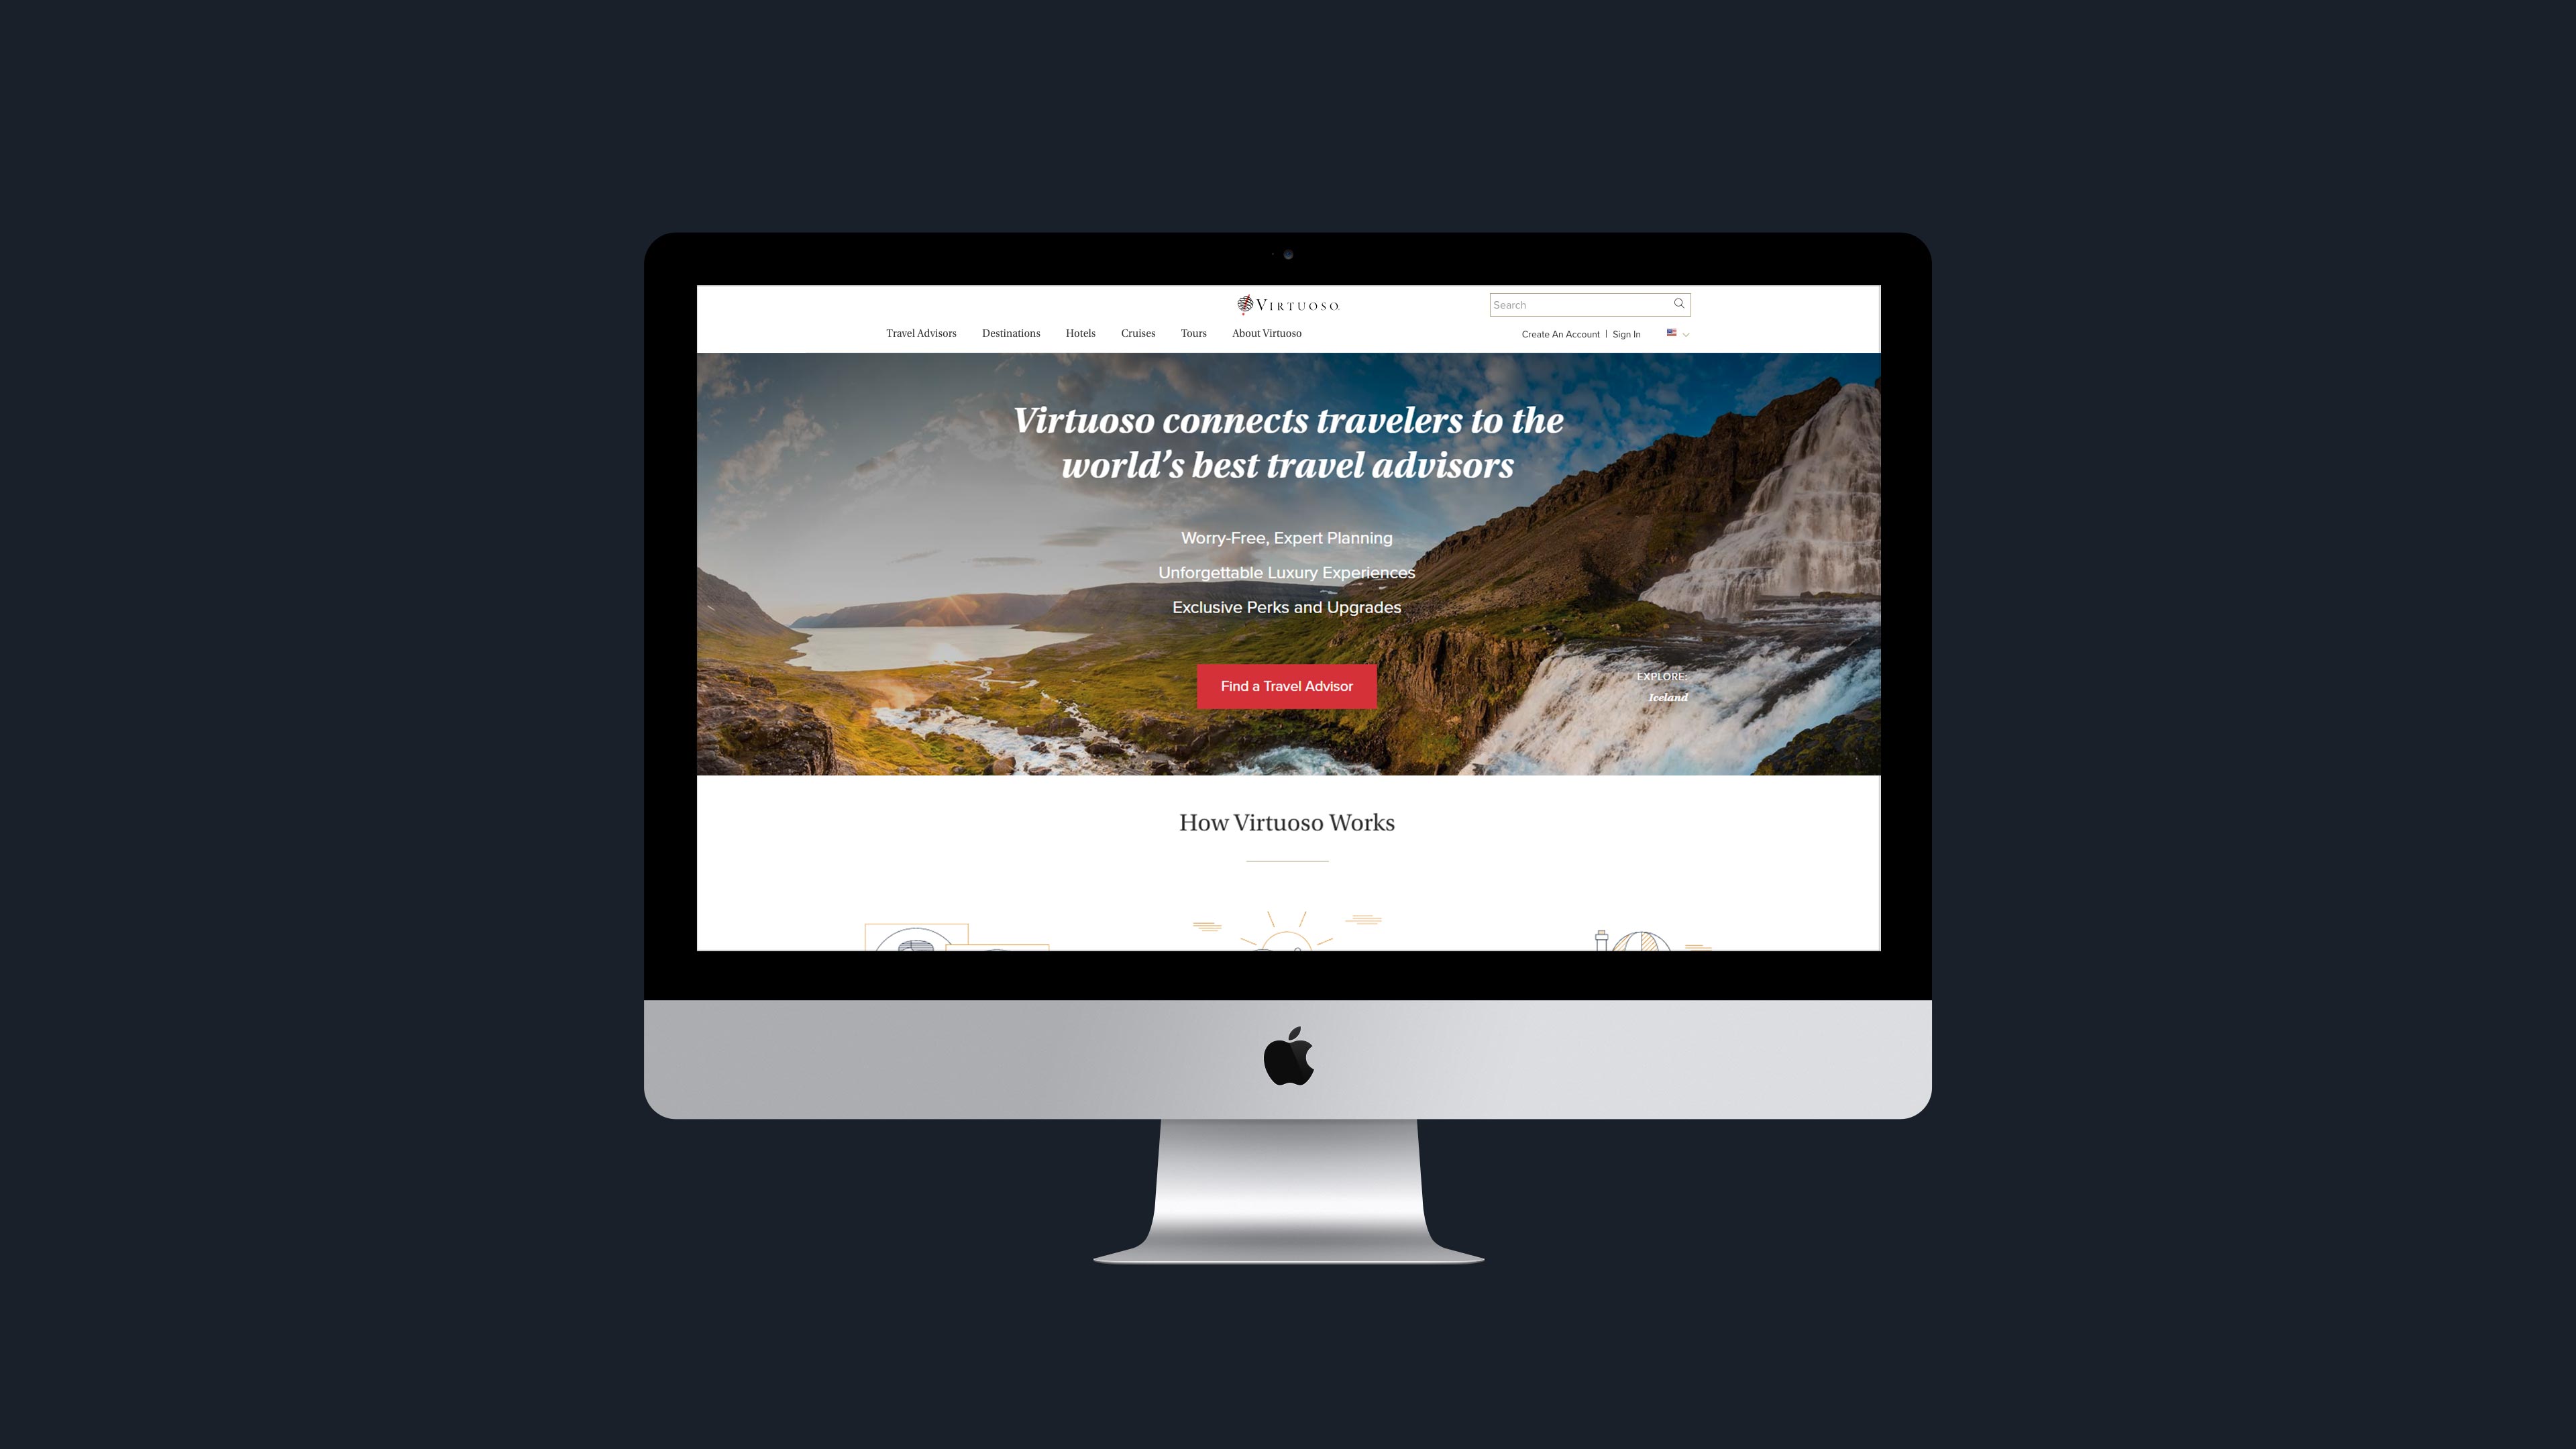 VIRTUOSO
Search
Travel Advisors Destinations Hotels Cruises Tours About Virtuoso
Create An Account | Sign In
Virtuoso connects travelers to the
world's best travel advisors
Worry-Free, Expert Planning
Unforgettable Luxury Experiences
Exclusive Perks and Upgrades
Find a Travel Advisor
EXPLORE:
Iceland
How Virtuoso Works